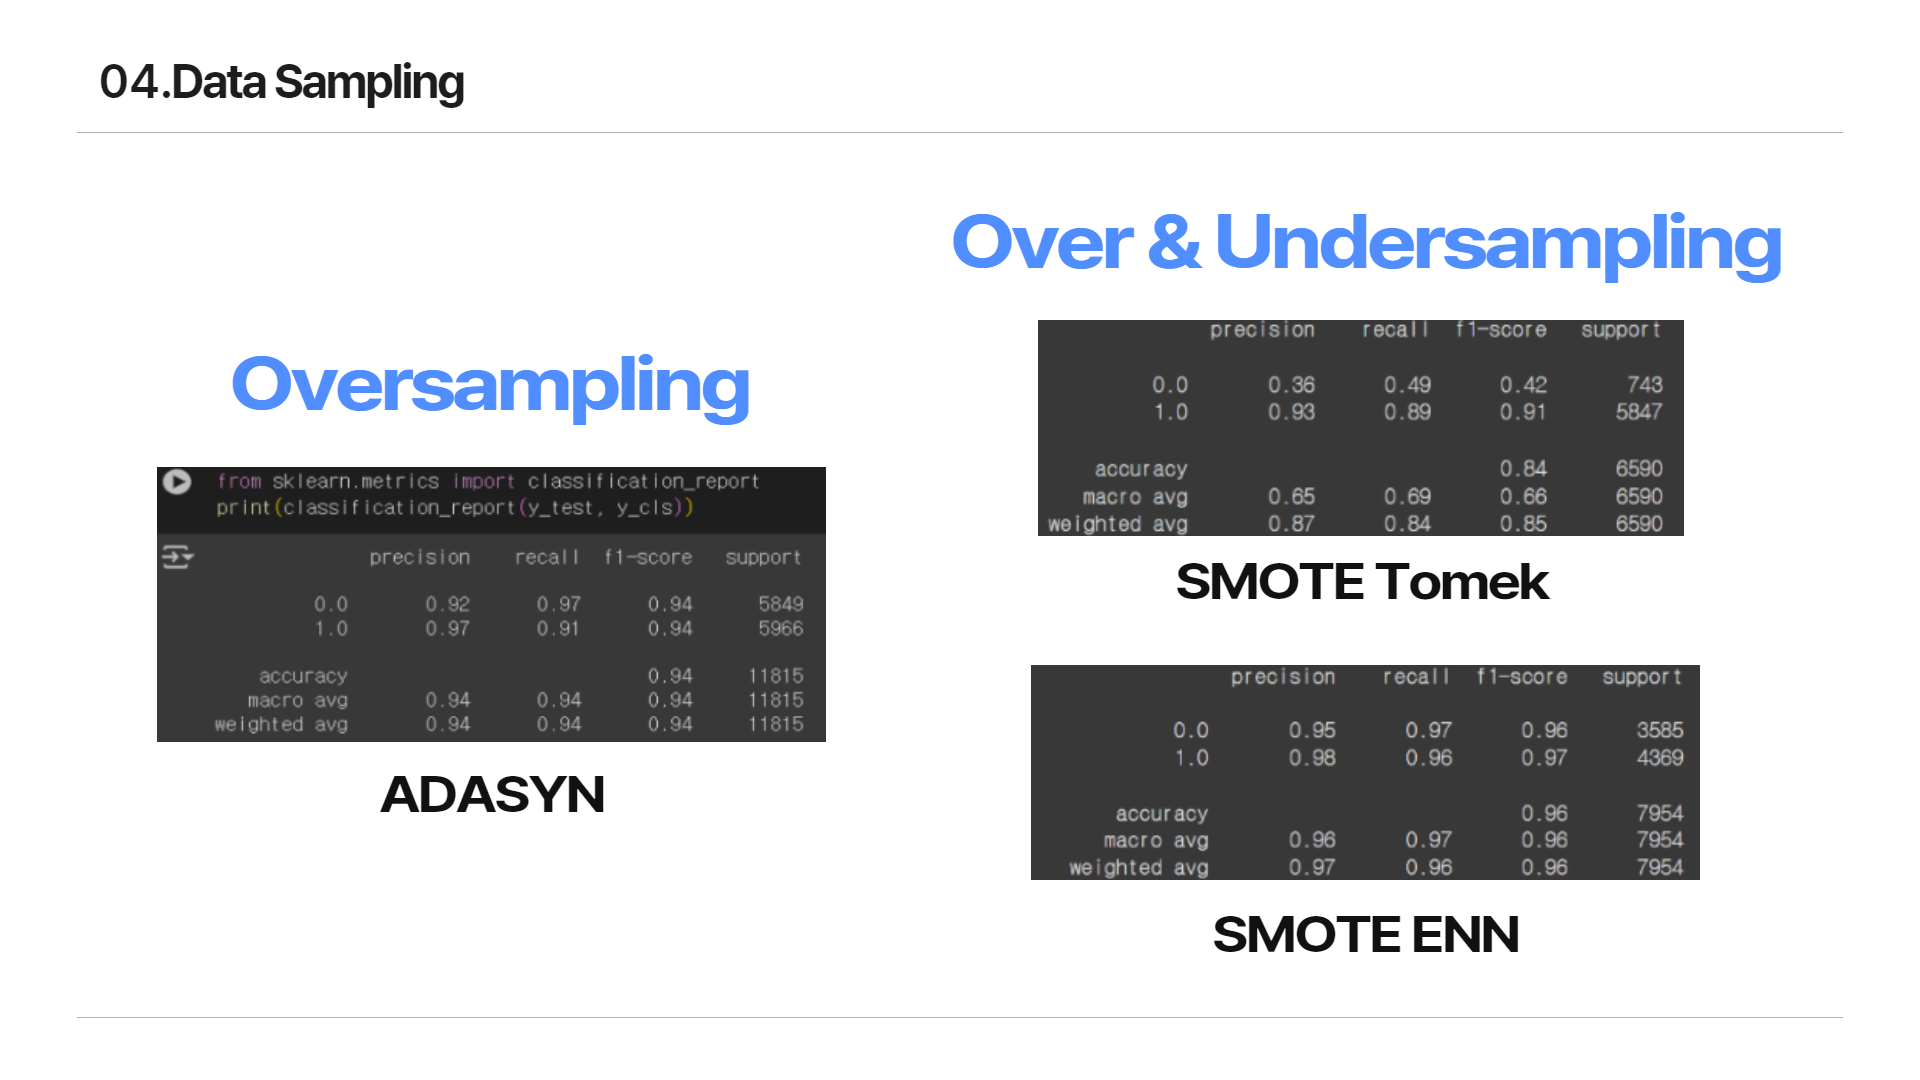 04.Data Sampling
Oversampling
from sklearn.metrics import classification_report
print(classification_report(y_test, y_cls))
precision recall f1-score support
0.0 0.92 0.97 0.94 5849
1.0 0.97 0.91 0.94 5966
accuracy 0.94 11815
macro avg 0.94 0.94 0.94 11815
weighted avg 0.94 0.94 0.94 11815
ADASYN
Over & Undersampling
precision recall f1-score support
0.0 0.36 0.49 0.42 743
1.0 0.93 0.89 0.91 5847
accuracy 0.84 6590
macro avg 0.65 0.69 0.66 6590
weighted avg 0.87 0.84 0.85 6590
SMOTE Tomek
precision recall f1-score support
0.0 0.95 0.97 0.96 3585
1.0 0.98 0.96 0.97 4369
accuracy 0.96 7954
macro avg 0.96 0.97 0.96 7954
weighted avg 0.97 0.96 0.96 7954
SMOTE ENN